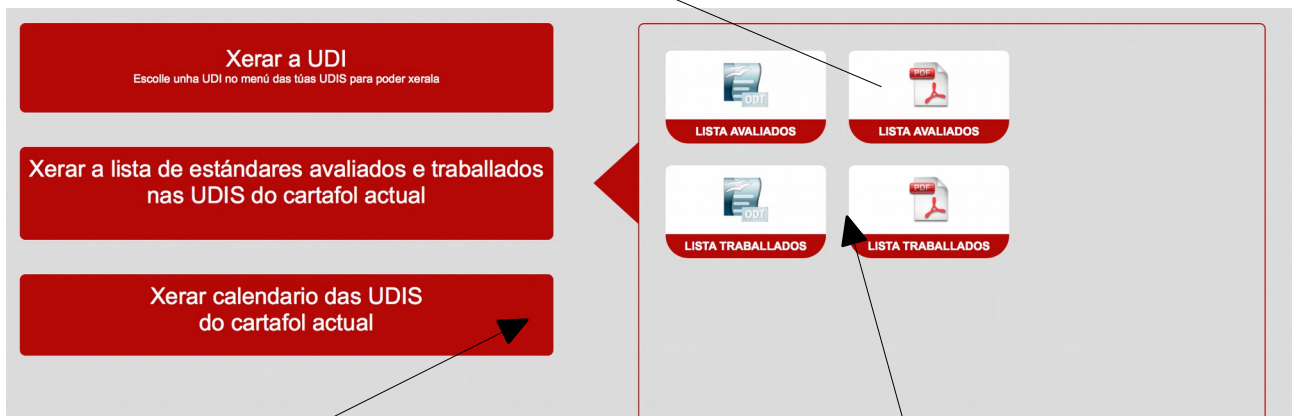 Xerar a UDI
Escolle unha UDI no menú das túas UDIS para poder xerala
Xerar a lista de estándares avaliados e traballados
nas UDIS do cartafol actual
Xerar calendario das UDIS
do cartafol actual
ODT
LISTA AVALIADOS
PDF
LISTA AVALIADOS
ODT
LISTA TRABALLADOS
PDF
LISTA TRABALLADOS